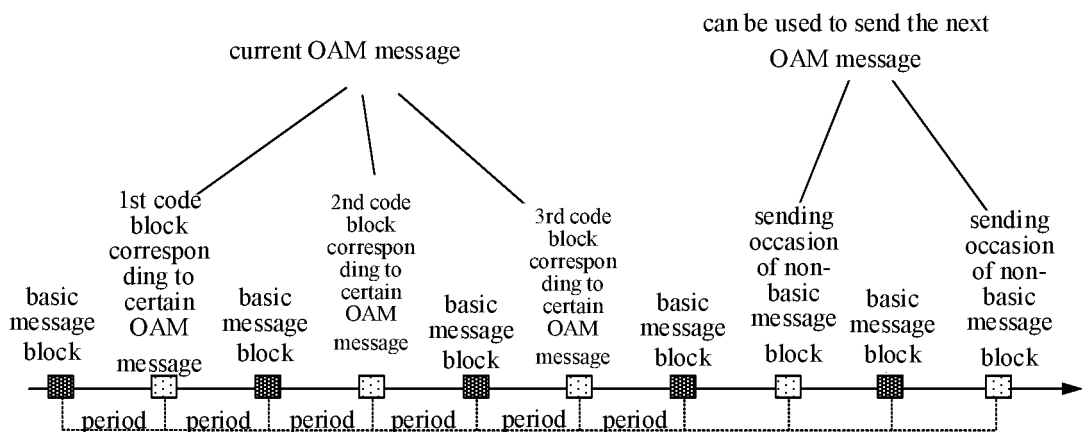 current OAM message
can be used to send the next
OAM message
basic
message
block
1st code
block
correspon
ding to
certain
OAM
message
basic
message
block
2nd code
block
correspon
ding to
certain
OAM
message
basic
message
block
3rd code
block
correspon
ding to
certain
OAM
message
basic
message
block
sending
occasion
of non-
basic
message
block
basic
message
block
sending
occasion
of non-
basic
message
block
period period period period period period